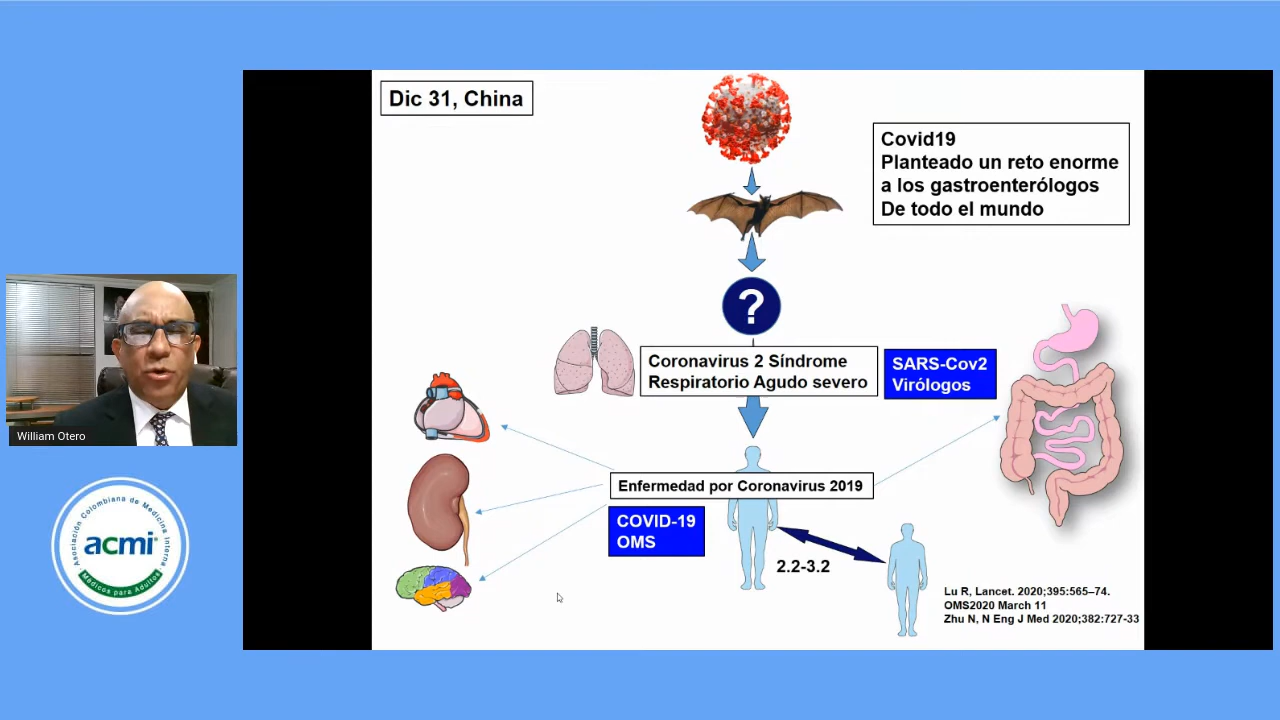 Dic 31, China
Covid19
Planteado un reto enorme
a los gastroenterólogos
De todo el mundo
?
Coronavirus 2 Síndrome
Respiratorio Agudo severo
SARS-Cov2
Virólogos
William Otero
Enfermedad por Coronavirus 2019
COVID-19
OMS
2.2-3.2
Asociación Colombiana de Medicina Interna
acmi
Médicos para Adultos
Lu R, Lancet. 2020;395:565–74.
OMS2020 March 11
Zhu N, N Eng J Med 2020;382:727-33